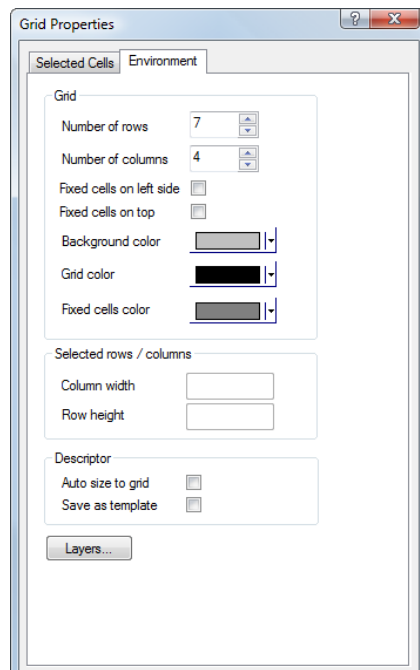 Grid Properties
?
Selected Cells
Environment
Grid
Number of rows
7
Number of columns
4
Fixed cells on left side
Fixed cells on top
Background color
Grid color
Fixed cells color
Selected rows / columns
Column width
Row height
Descriptor
Auto size to grid
Save as template
Layers...